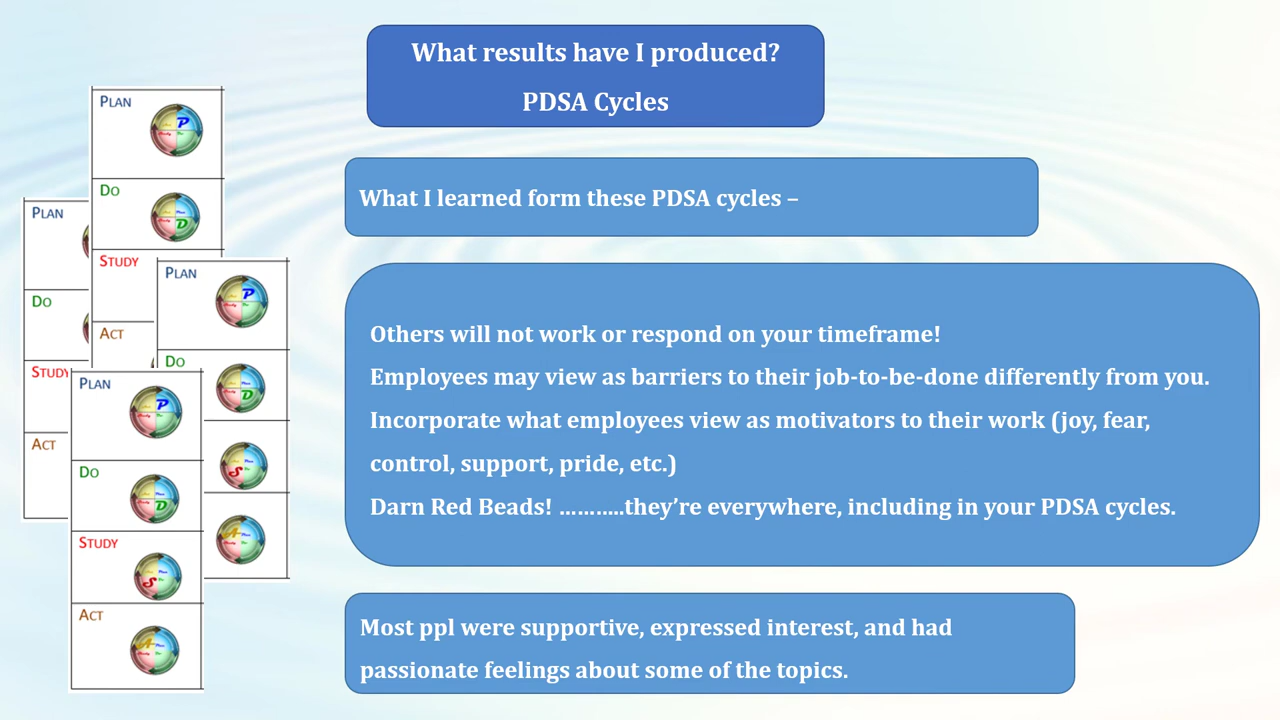 What results have I produced?
PDSA Cycles
What I learned form these PDSA cycles –
Others will not work or respond on your timeframe!
Employees may view as barriers to their job-to-be-done differently from you.
Incorporate what employees view as motivators to their work (joy, fear,
control, support, pride, etc.)
Darn Red Beads! ………..they’re everywhere, including in your PDSA cycles.
Most ppl were supportive, expressed interest, and had
passionate feelings about some of the topics.
PLAN
P
DO
D
STUDY
ACT
PLAN
DO
STUDY
ACT
PLAN
P
DO
D
S
A
PLAN
P
DO
D
STUDY
S
ACT
A